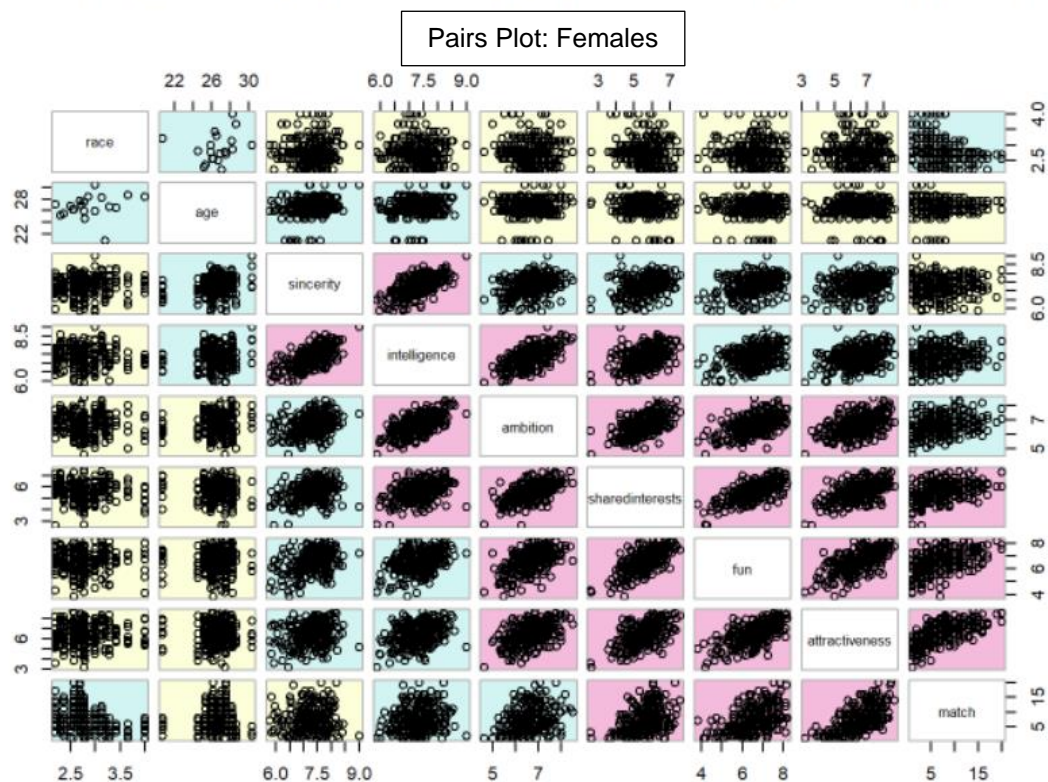 Pairs Plot: Females
22 26 30 6.0 7.5 9.0 3 5 7 3 5 7
race 2.5 4.0
22 28 age
sincerity 6.0 8.5
6.0 8.5 intelligence
ambition 5 7
3 6 sharedinterests
fun 4 6 8
3 6 attractiveness
match 5 15
2.5 3.5 6.0 7.5 9.0 5 7 4 6 8 5 15